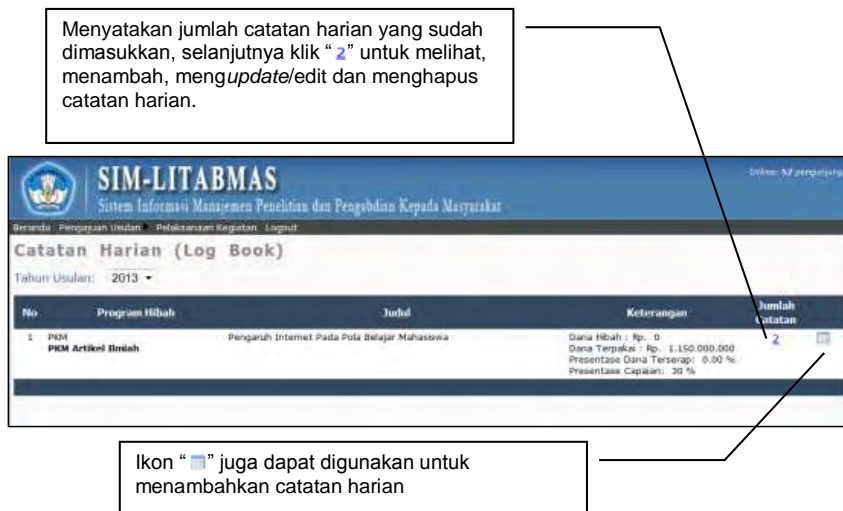 Menyatakan jumlah catatan harian yang sudah
dimasukkan, selanjutnya klik “ 2” untuk melihat,
menambah, mengupdate/edit dan menghapus
catatan harian.
SIM-LITABMAS
Sistem Informasi Manajemen Penelitian dan Pengabdian Kepada Masyarakat
Online: 62 pengunjung
Beranda Pengajuan Usulan Pelaksanaan Kegiatan Logout
Catatan Harian (Log Book)
Tahun Usulan: 2013
No Program Hibah Judul Keterangan Jumlah Catatan
1 PKM Pengaruh Internet Pada Pola Belajar Mahasiswa Dana Hibah : Rp. 0 2
PKM Artikel Ilmiah Dana Terpakai : Rp. 1.150.000.000
Presentase Dana Terserap: 0.00 %
Presentase Capaian: 30 %
Ikon “ ” juga dapat digunakan untuk
menambahkan catatan harian